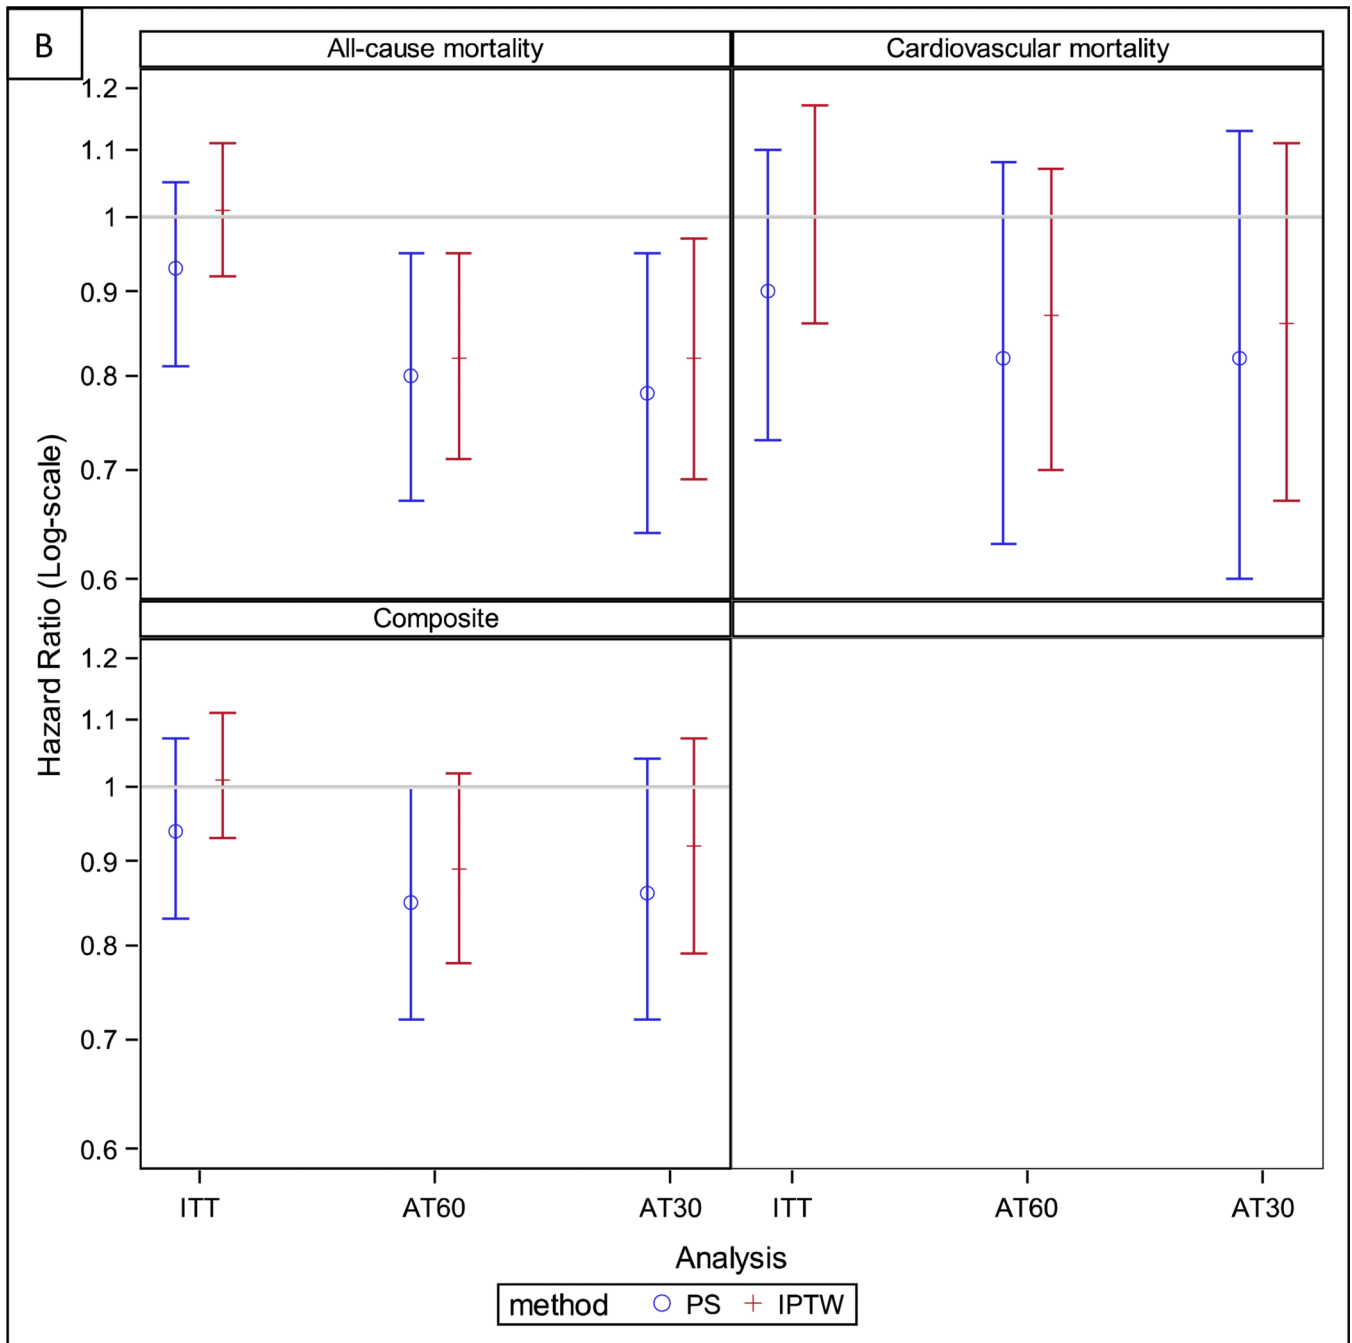 B
All-cause mortality
Cardiovascular mortality
1.2
1.1
1
0.9
0.8
0.7
0.6
Composite
1.2
1.1
1
0.9
0.8
0.7
0.6
Hazard Ratio (Log-scale)
ITT AT60 AT30 ITT AT60 AT30
Analysis
method PS IPTW